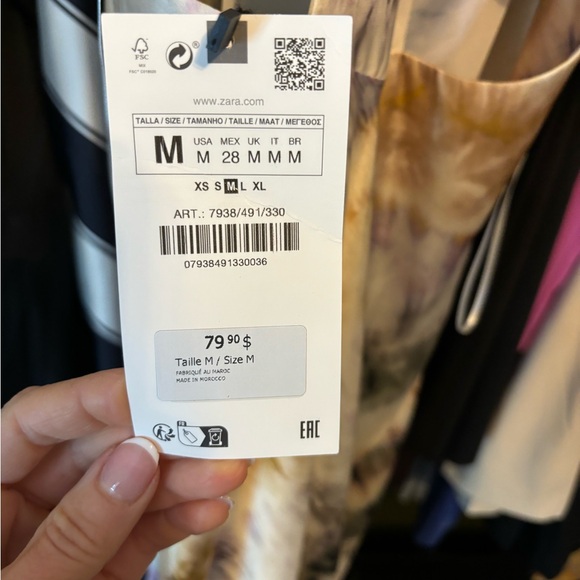 FSC
www.zara.com
TALLA / SIZE / TAMANHO / TAILLE / MAAT / ΜΕΓΕΘΟΣ
M USA MEX UK IT BR
M 28 M M M
XS S M L XL
ART.: 7938/491/330
07938491330036
79 90 $
Taille M / Size M
FABRIQUÉ AU MAROC
MADE IN MOROCCO
FR
EAC